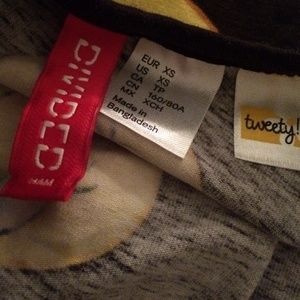 DIVIDED
H&M
EUR XS
US XS
CA TP
CN 160/80A
MX XCH
Made in
Bangladesh
tweety!